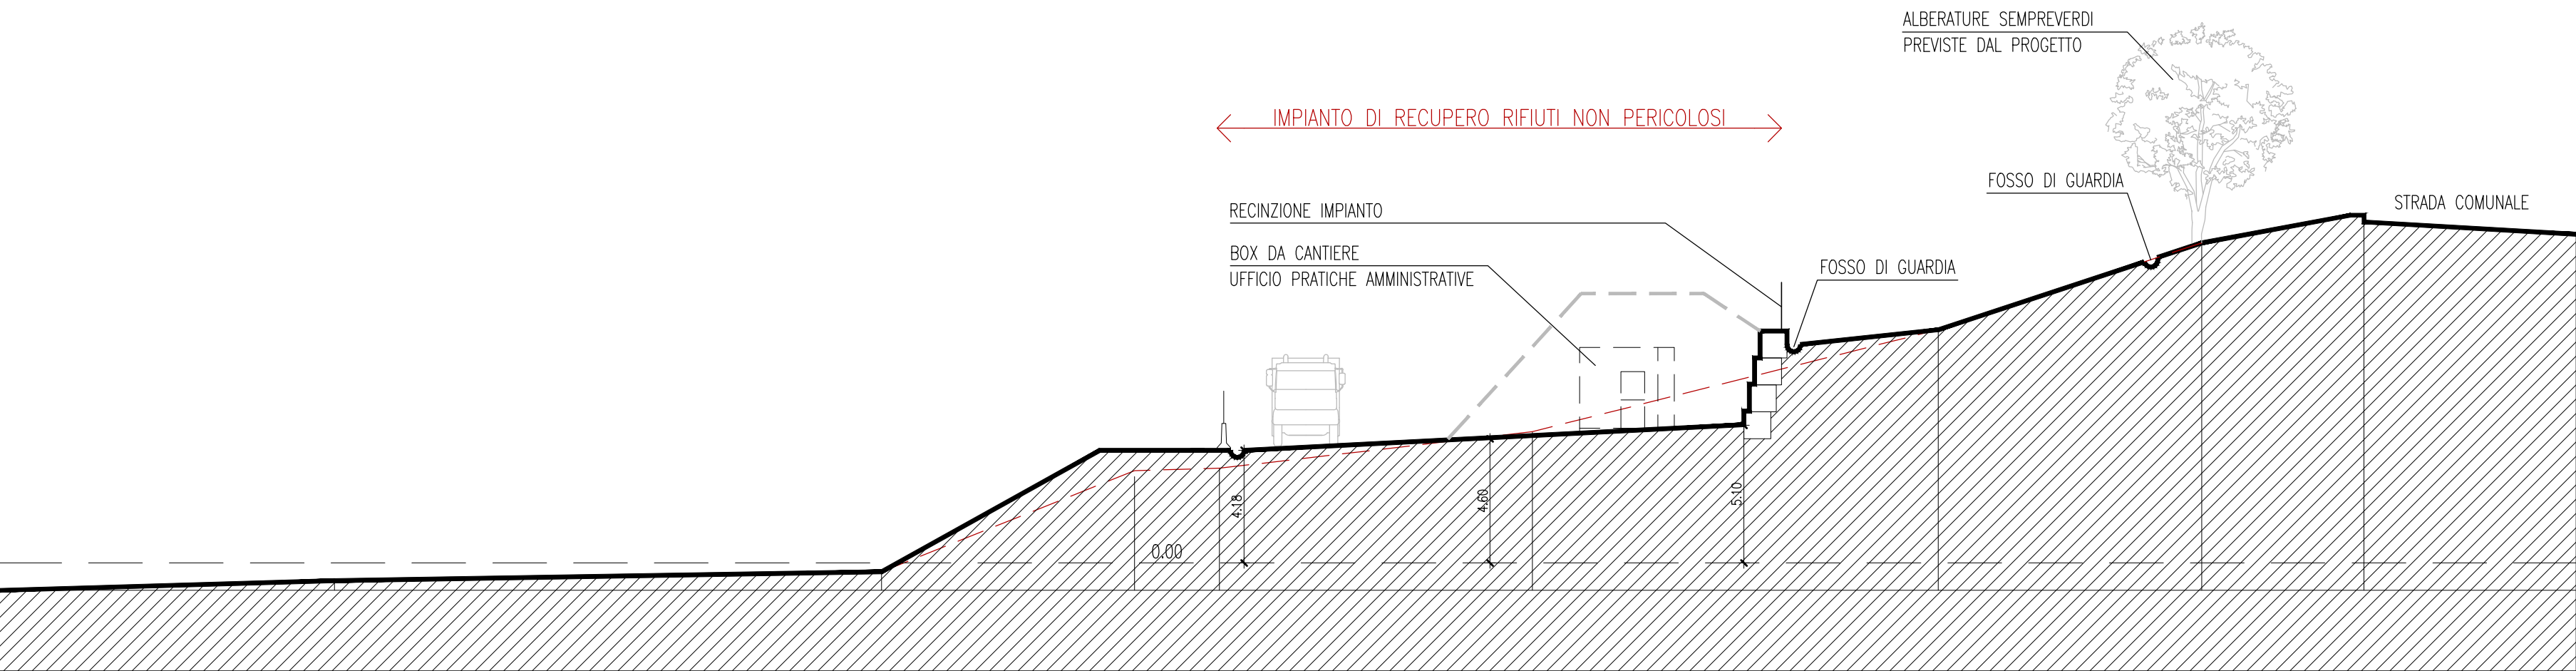 ALBERATURE SEMPREVERDI
PREVISTE DAL PROGETTO
IMPIANTO DI RECUPERO RIFIUTI NON PERICOLOSI
FOSSO DI GUARDIA
STRADA COMUNALE
RECINZIONE IMPIANTO
BOX DA CANTIERE
UFFICIO PRATICHE AMMINISTRATIVE
FOSSO DI GUARDIA
4.18
4.60
5.10
0.00